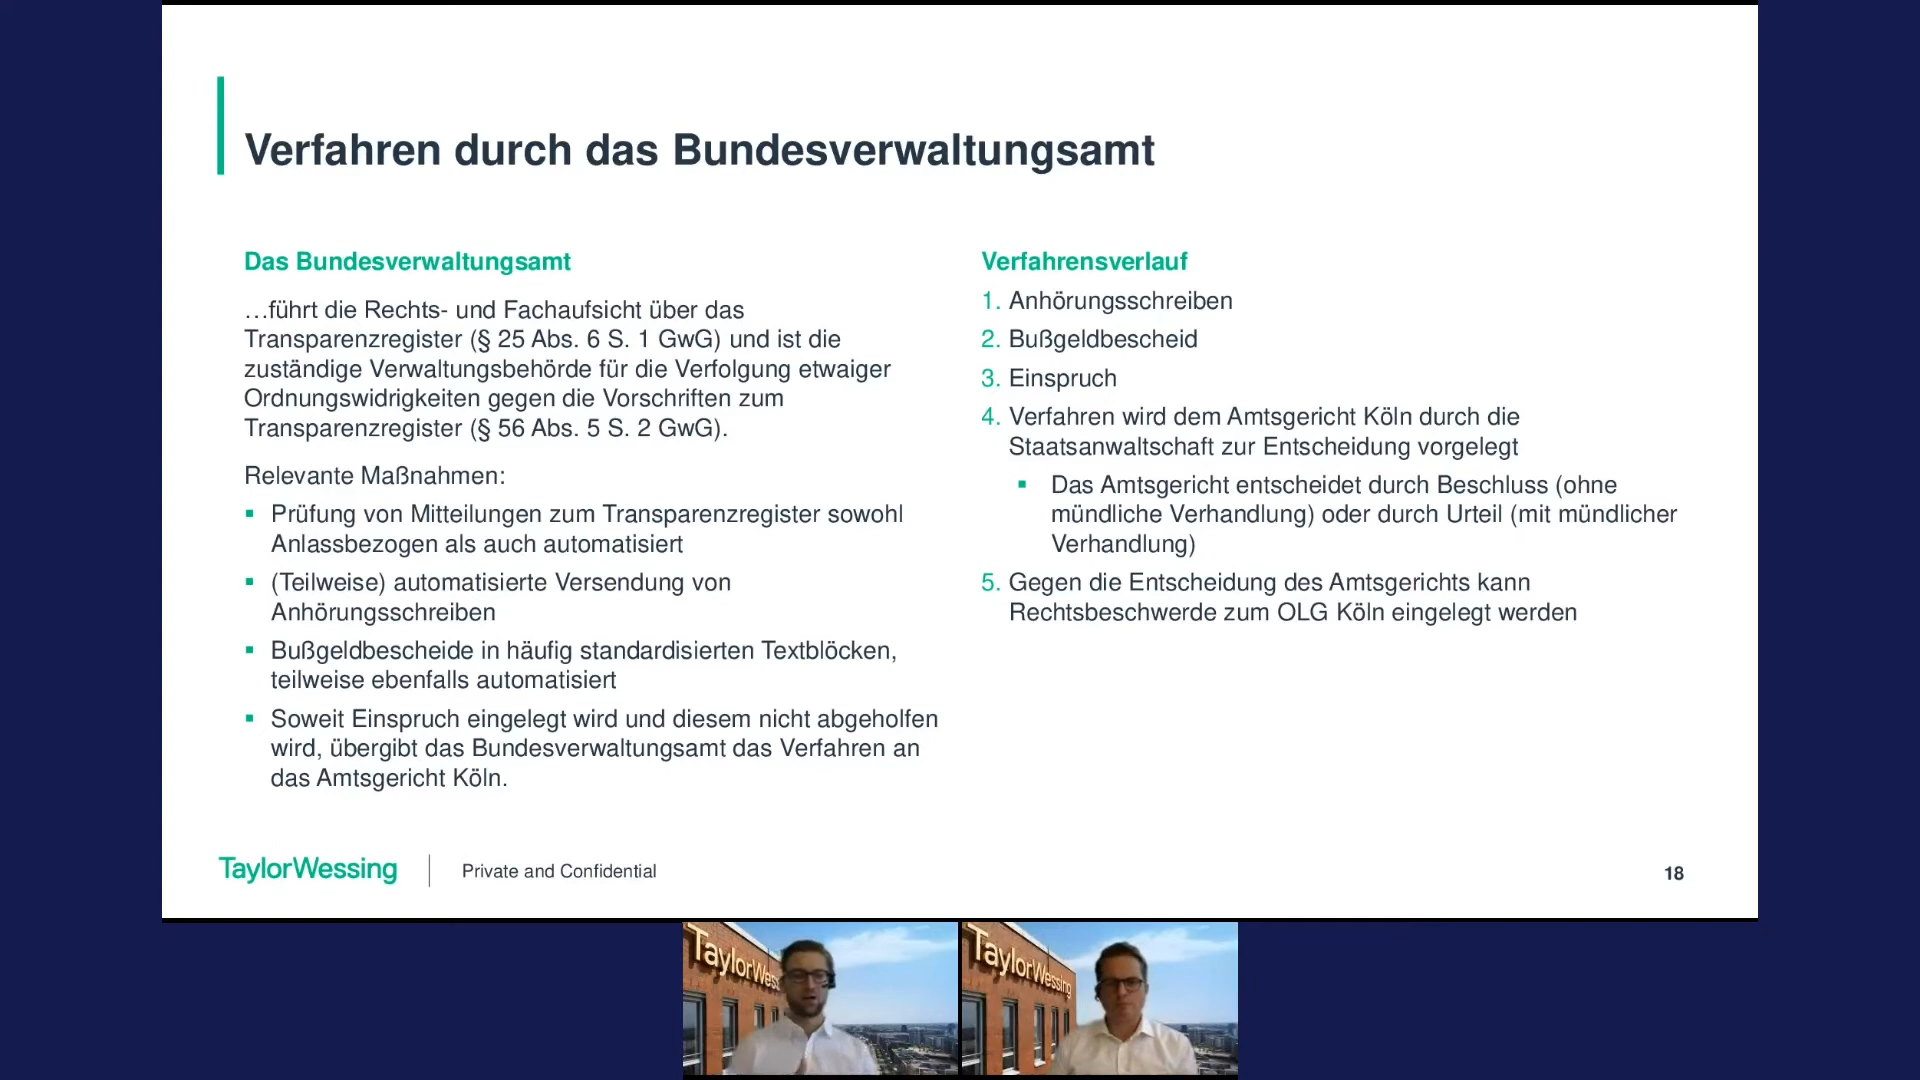 Verfahren durch das Bundesverwaltungsamt
Das Bundesverwaltungsamt
…führt die Rechts- und Fachaufsicht über das
Transparenzregister (§ 25 Abs. 6 S. 1 GwG) und ist die
zuständige Verwaltungsbehörde für die Verfolgung etwaiger
Ordnungswidrigkeiten gegen die Vorschriften zum
Transparenzregister (§ 56 Abs. 5 S. 2 GwG).
Relevante Maßnahmen:
▪ Prüfung von Mitteilungen zum Transparenzregister sowohl
Anlassbezogen als auch automatisiert
▪ (Teilweise) automatisierte Versendung von
Anhörungsschreiben
▪ Bußgeldbescheide in häufig standardisierten Textblöcken,
teilweise ebenfalls automatisiert
▪ Soweit Einspruch eingelegt wird und diesem nicht abgeholfen
wird, übergibt das Bundesverwaltungsamt das Verfahren an
das Amtsgericht Köln.
Verfahrensverlauf
1. Anhörungsschreiben
2. Bußgeldbescheid
3. Einspruch
4. Verfahren wird dem Amtsgericht Köln durch die
Staatsanwaltschaft zur Entscheidung vorgelegt
▪ Das Amtsgericht entscheidet durch Beschluss (ohne
mündliche Verhandlung) oder durch Urteil (mit mündlicher
Verhandlung)
5. Gegen die Entscheidung des Amtsgerichts kann
Rechtsbeschwerde zum OLG Köln eingelegt werden
TaylorWessing
Private and Confidential
18
TaylorWess
TaylorWessing